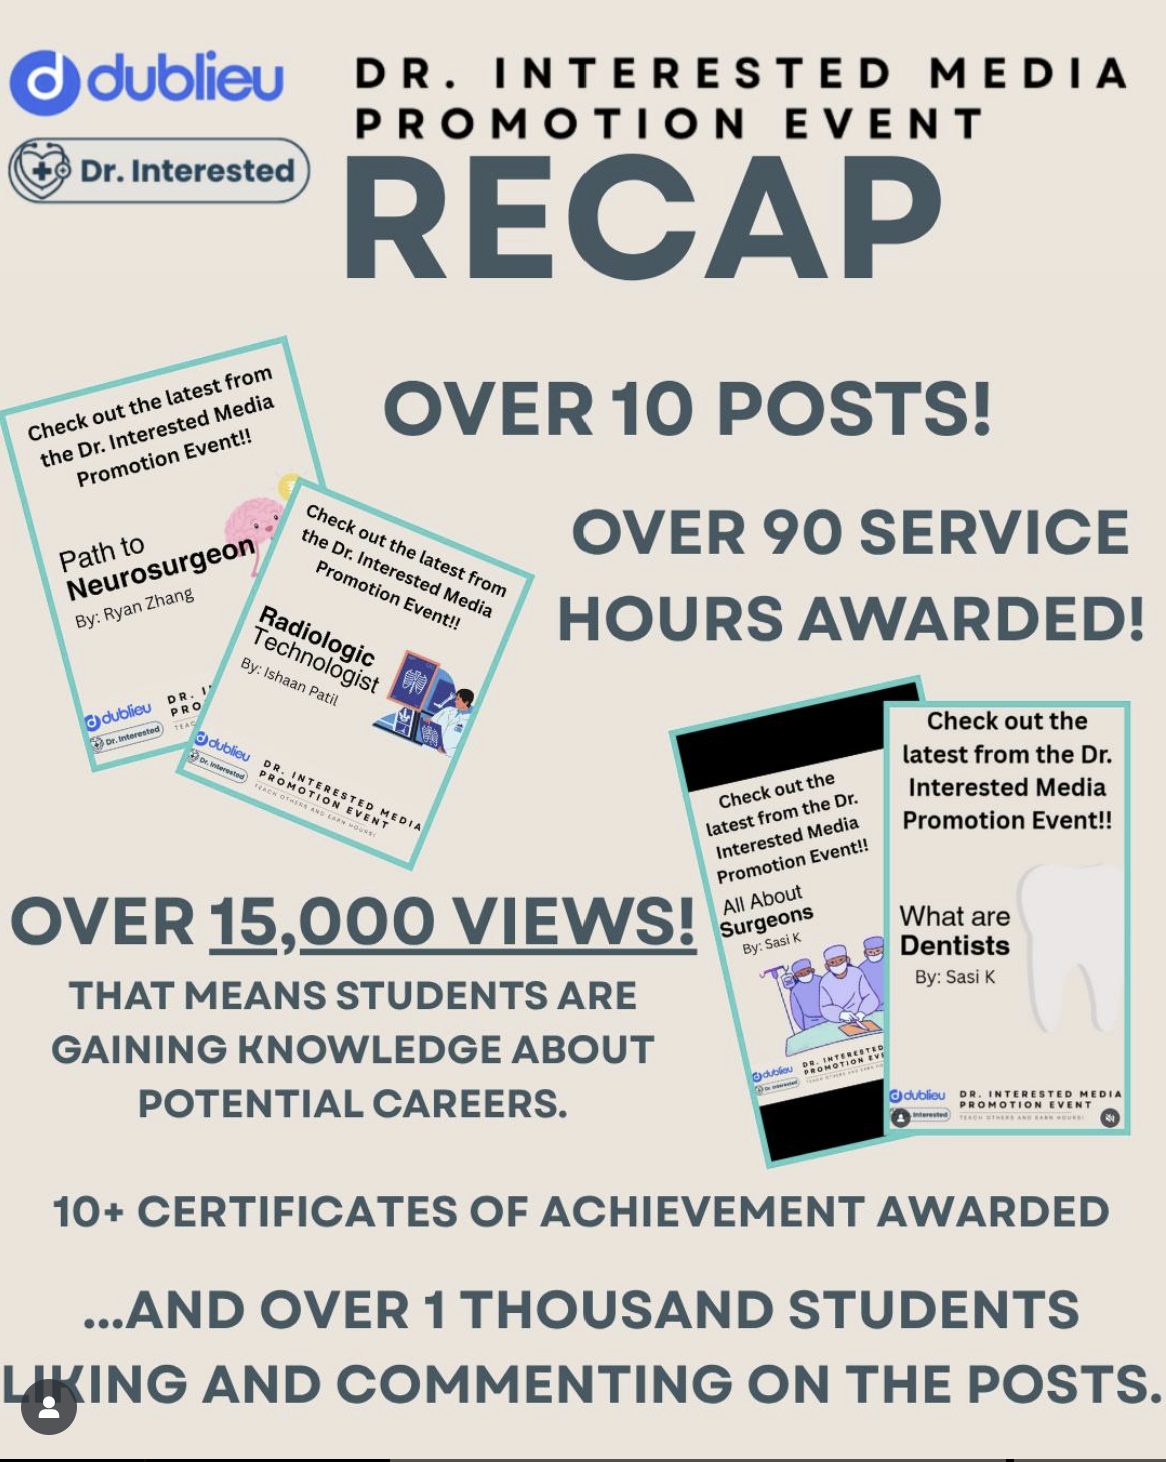 dublieu
Dr. Interested
DR. INTERESTED MEDIA
PROMOTION EVENT
RECAP
Check out the latest from
the Dr. Interested Media
Promotion Event!!
Path to
Neurosurgeon
By: Ryan Zhang
dublieu
Dr. Interested
DR. I
PRO
TEAC
Check out the latest from
the Dr. Interested Media
Promotion Event!!
Radiologic
Technologist
By: Ishaan Patil
dublieu
Dr. Interested
DR. INTERESTED MEDIA
PROMOTION EVENT
TEACH OTHERS AND EARN HOURS!
OVER 10 POSTS!
OVER 90 SERVICE
HOURS AWARDED!
OVER 15,000 VIEWS!
THAT MEANS STUDENTS ARE
GAINING KNOWLEDGE ABOUT
POTENTIAL CAREERS.
Check out the
latest from the Dr.
Interested Media
Promotion Event!!
All About
Surgeons
By: Sasi K
dublieu
Dr. Interested
DR. INTERESTED
PROMOTION EVE
TEACH OTHERS AND EARN HO
Check out the
latest from the Dr.
Interested Media
Promotion Event!!
What are
Dentists
By: Sasi K
dublieu
Interested
DR. INTERESTED MEDIA
PROMOTION EVENT
TEACH OTHERS AND EARN HOURS!
10+ CERTIFICATES OF ACHIEVEMENT AWARDED
...AND OVER 1 THOUSAND STUDENTS
LIKING AND COMMENTING ON THE POSTS.